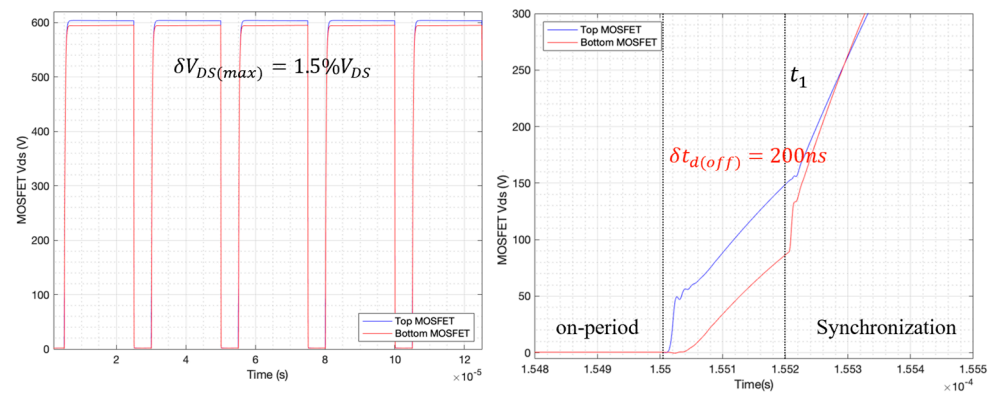 600
500
400
300
200
100
0
MOSFET Vds (V)
δV_DS(max) = 1.5%V_DS
Top MOSFET
Bottom MOSFET
2
4
6
8
10
12
Time (s)
×10⁻⁵
300
250
200
150
100
50
0
MOSFET Vds (V)
Top MOSFET
Bottom MOSFET
t₁
δt_d(off) = 200ns
on-period
Synchronization
1.548
1.549
1.55
1.551
1.552
1.553
1.554
1.555
Time(s)
×10⁻⁴